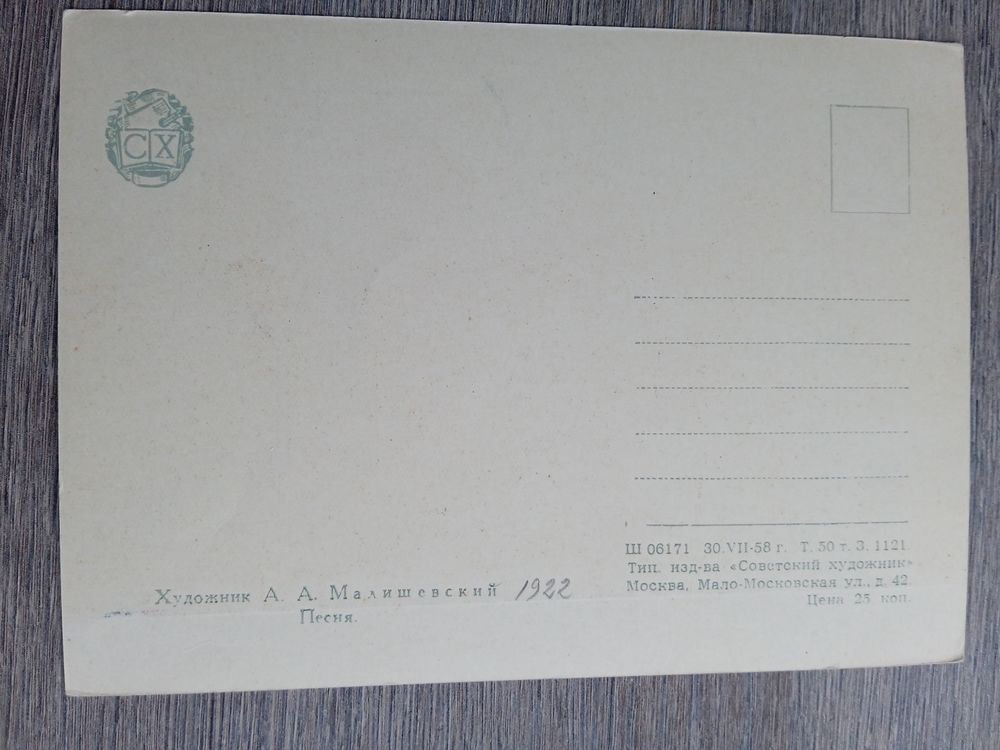 СХ
Ш 06171 30.VII-58 г. Т. 50 т. З. 1121.
Тип. изд-ва «Советский художник»
Москва, Мало-Московская ул., д. 42
Цена 25 коп.
Художник А. А. Малишевский 1922
Песня.